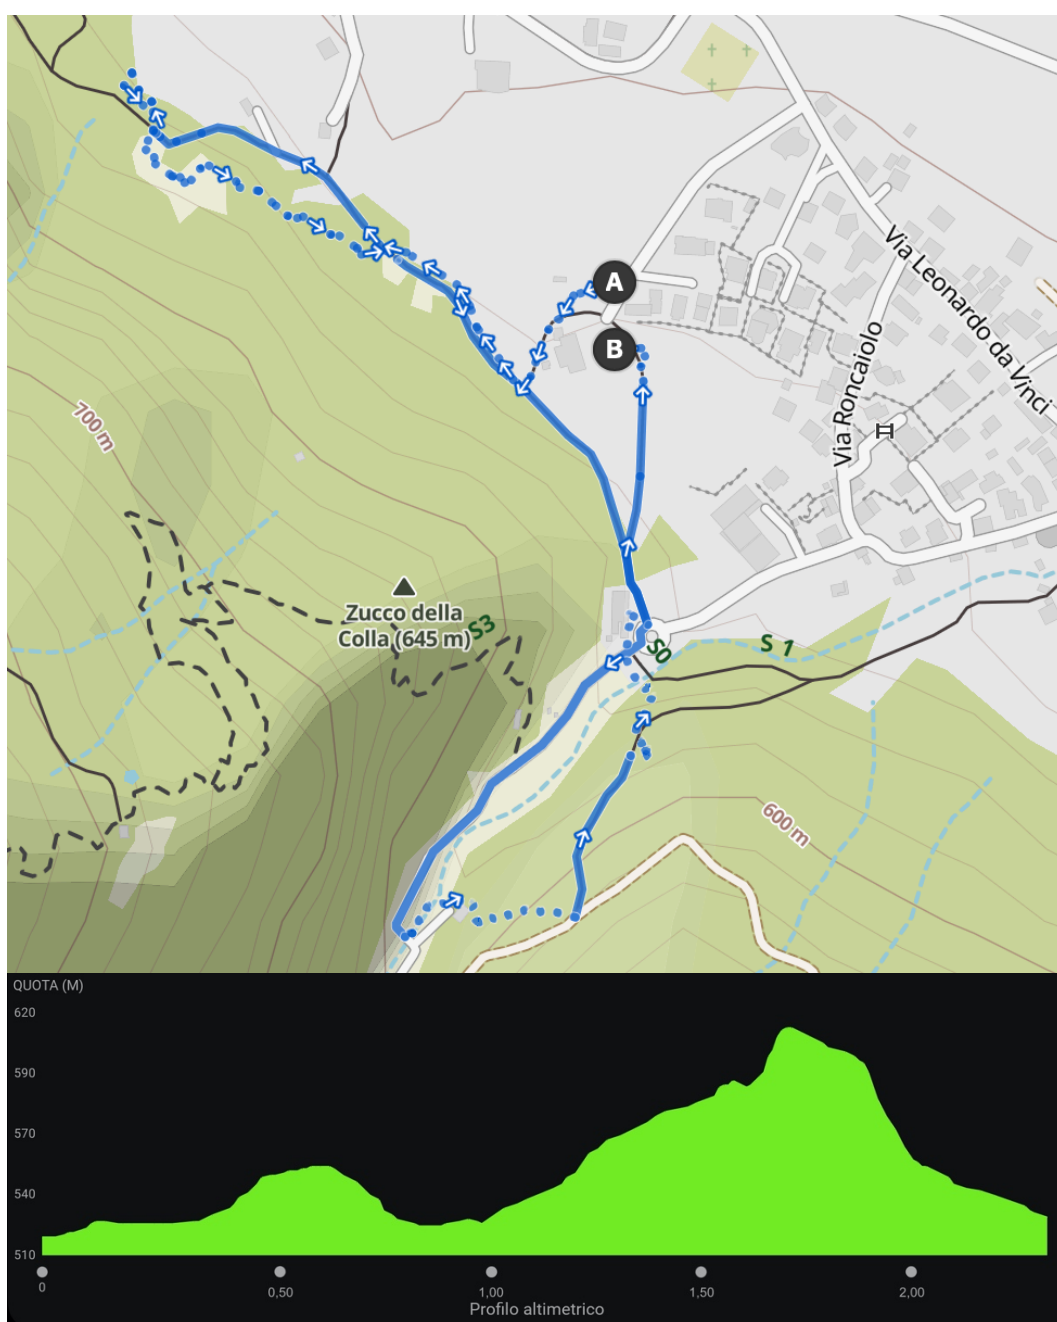 Via Leonardo da Vinci
A
B
Via Roncaiolo
700 m
Zucco della
Colla (645 m)
S3
S0
S 1
600 m
QUOTA (M)
620
590
570
540
510
0
0,50
1,00
1,50
2,00
Profilo altimetrico